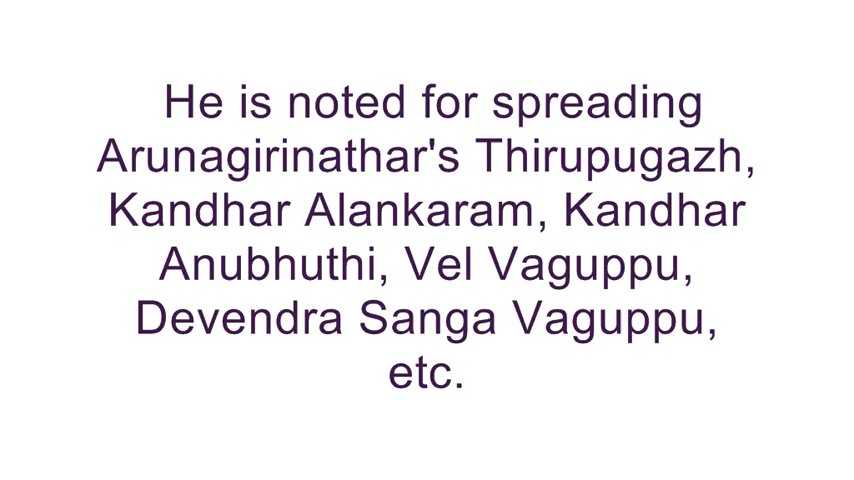 He is noted for spreading
Arunagirinathar's Thirupugazh,
Kandhar Alankaram, Kandhar
Anubhuthi, Vel Vaguppu,
Devendra Sanga Vaguppu,
etc.